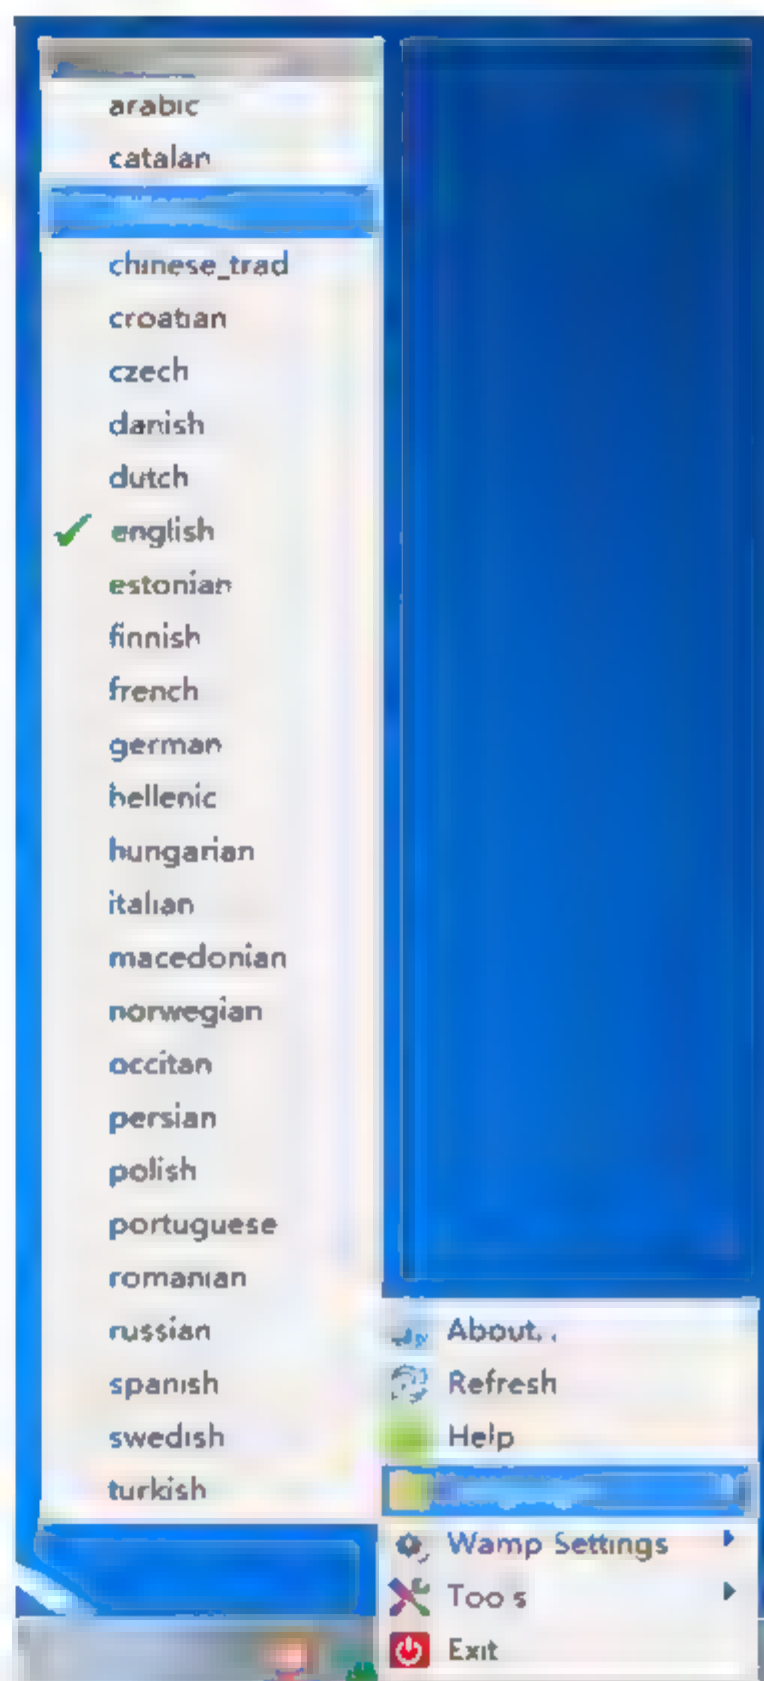 arabic
catalan
chinese_trad
croatian
czech
danish
dutch
english
estonian
finnish
french
german
hellenic
hungarian
italian
macedonian
norwegian
occitan
persian
polish
portuguese
romanian
russian
spanish
swedish
turkish
About...
Refresh
Help
Wamp Settings
Tools
Exit